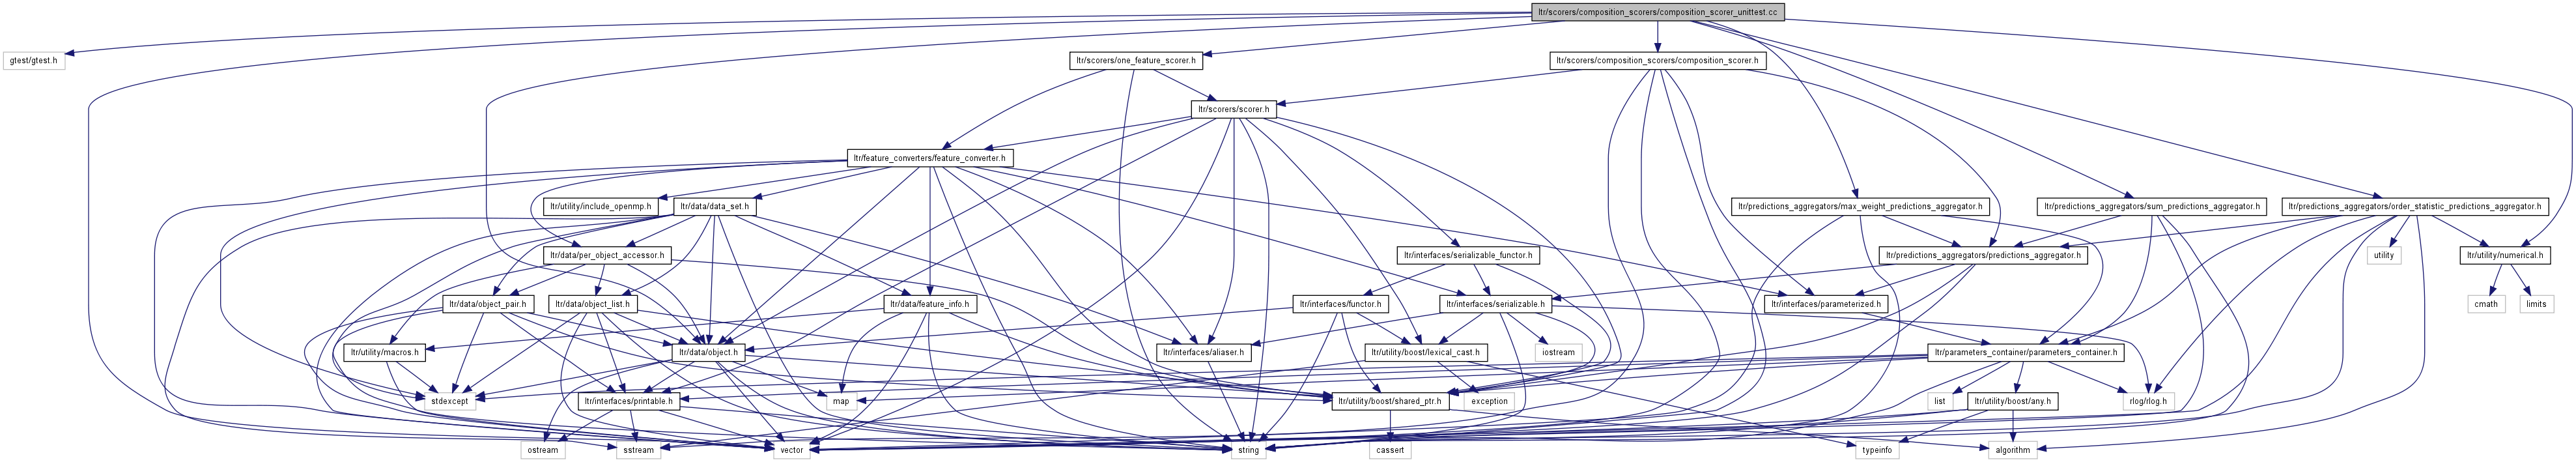 ltr/scorers/composition_scorers/composition_scorer_unittest.cc
gtest/gtest.h
ltr/scorers/one_feature_scorer.h
ltr/scorers/composition_scorers/composition_scorer.h
ltr/scorers/scorer.h
ltr/feature_converters/feature_converter.h
ltr/utility/include_openmp.h
ltr/data/data_set.h
ltr/predictions_aggregators/max_weight_predictions_aggregator.h
ltr/predictions_aggregators/sum_predictions_aggregator.h
ltr/predictions_aggregators/order_statistic_predictions_aggregator.h
ltr/data/per_object_accessor.h
ltr/interfaces/serializable_functor.h
ltr/predictions_aggregators/predictions_aggregator.h
utility
ltr/utility/numerical.h
ltr/data/object_pair.h
ltr/data/object_list.h
ltr/data/feature_info.h
ltr/interfaces/functor.h
ltr/interfaces/serializable.h
ltr/interfaces/parameterized.h
cmath
limits
ltr/utility/macros.h
ltr/data/object.h
ltr/interfaces/aliaser.h
ltr/utility/boost/lexical_cast.h
iostream
ltr/parameters_container/parameters_container.h
stdexcept
ltr/interfaces/printable.h
map
ltr/utility/boost/shared_ptr.h
exception
list
ltr/utility/boost/any.h
rlog/rlog.h
ostream
sstream
vector
string
cassert
typeinfo
algorithm